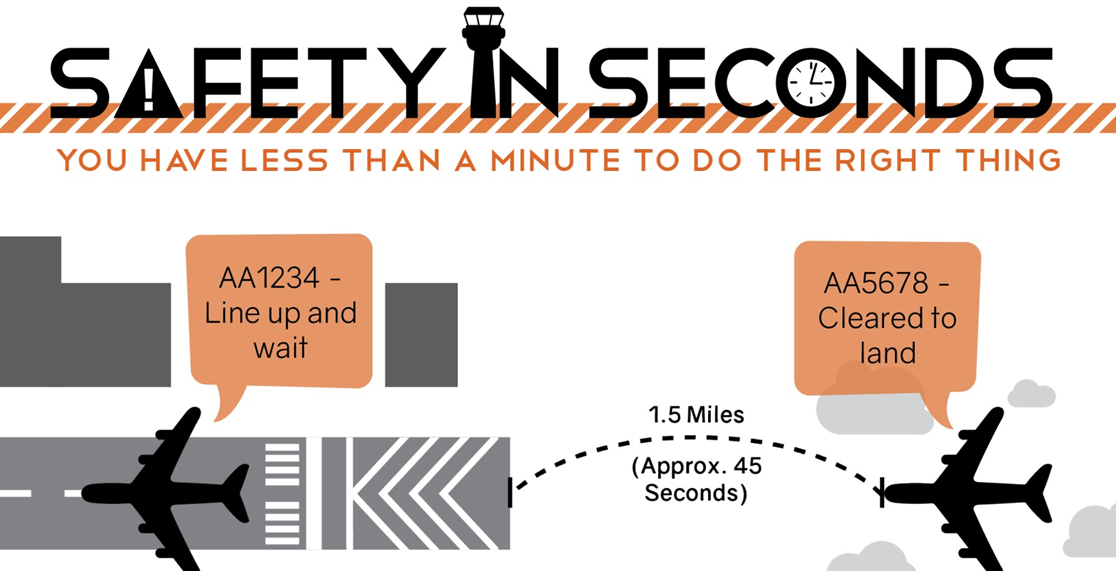 SAFETY IN SECONDS
YOU HAVE LESS THAN A MINUTE TO DO THE RIGHT THING
AA1234 -
Line up and
wait
AA5678 -
Cleared to
land
1.5 Miles
(Approx. 45
Seconds)